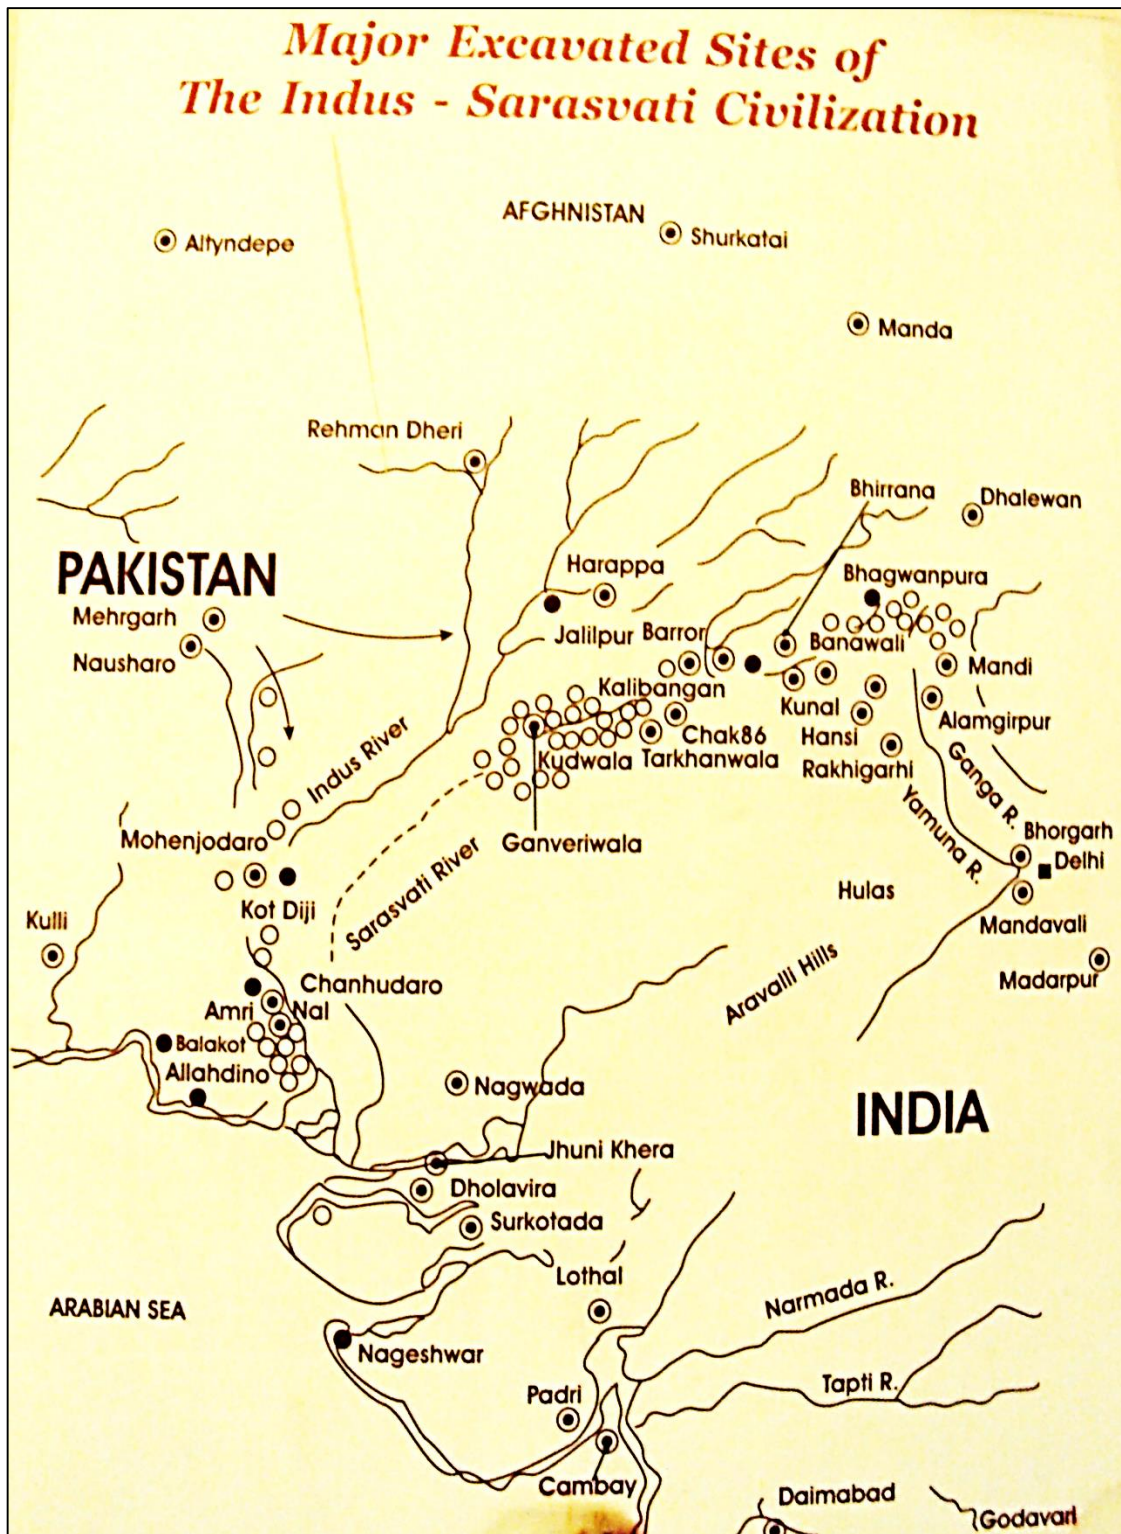 Major Excavated Sites of
The Indus - Sarasvati Civilization
AFGHNISTAN
Altyndepe
Shurkatai
Manda
Rehman Dheri
Bhirrana
Dhalewan
PAKISTAN
Harappa
Bhagwanpura
Mehrgarh
Jalilpur
Barror
Banawali
Nausharo
Mandi
Kalibangan
Kunal
Alamgirpur
Chak86
Hansi
Indus River
Kudwala
Tarkhanwala
Rakhigarhi
Ganga R.
Mohenjodaro
Ganveriwala
Yamuna R.
Bhorgarh
Delhi
Sarasvati River
Hulas
Kot Diji
Kulli
Mandavali
Chanhudaro
Aravalli Hills
Madarpur
Amri
Nal
Balakot
Allahdino
Nagwada
INDIA
Jhuni Khera
Dholavira
Surkotada
Lothal
ARABIAN SEA
Narmada R.
Nageshwar
Padri
Tapti R.
Cambay
Daimabad
Godavari